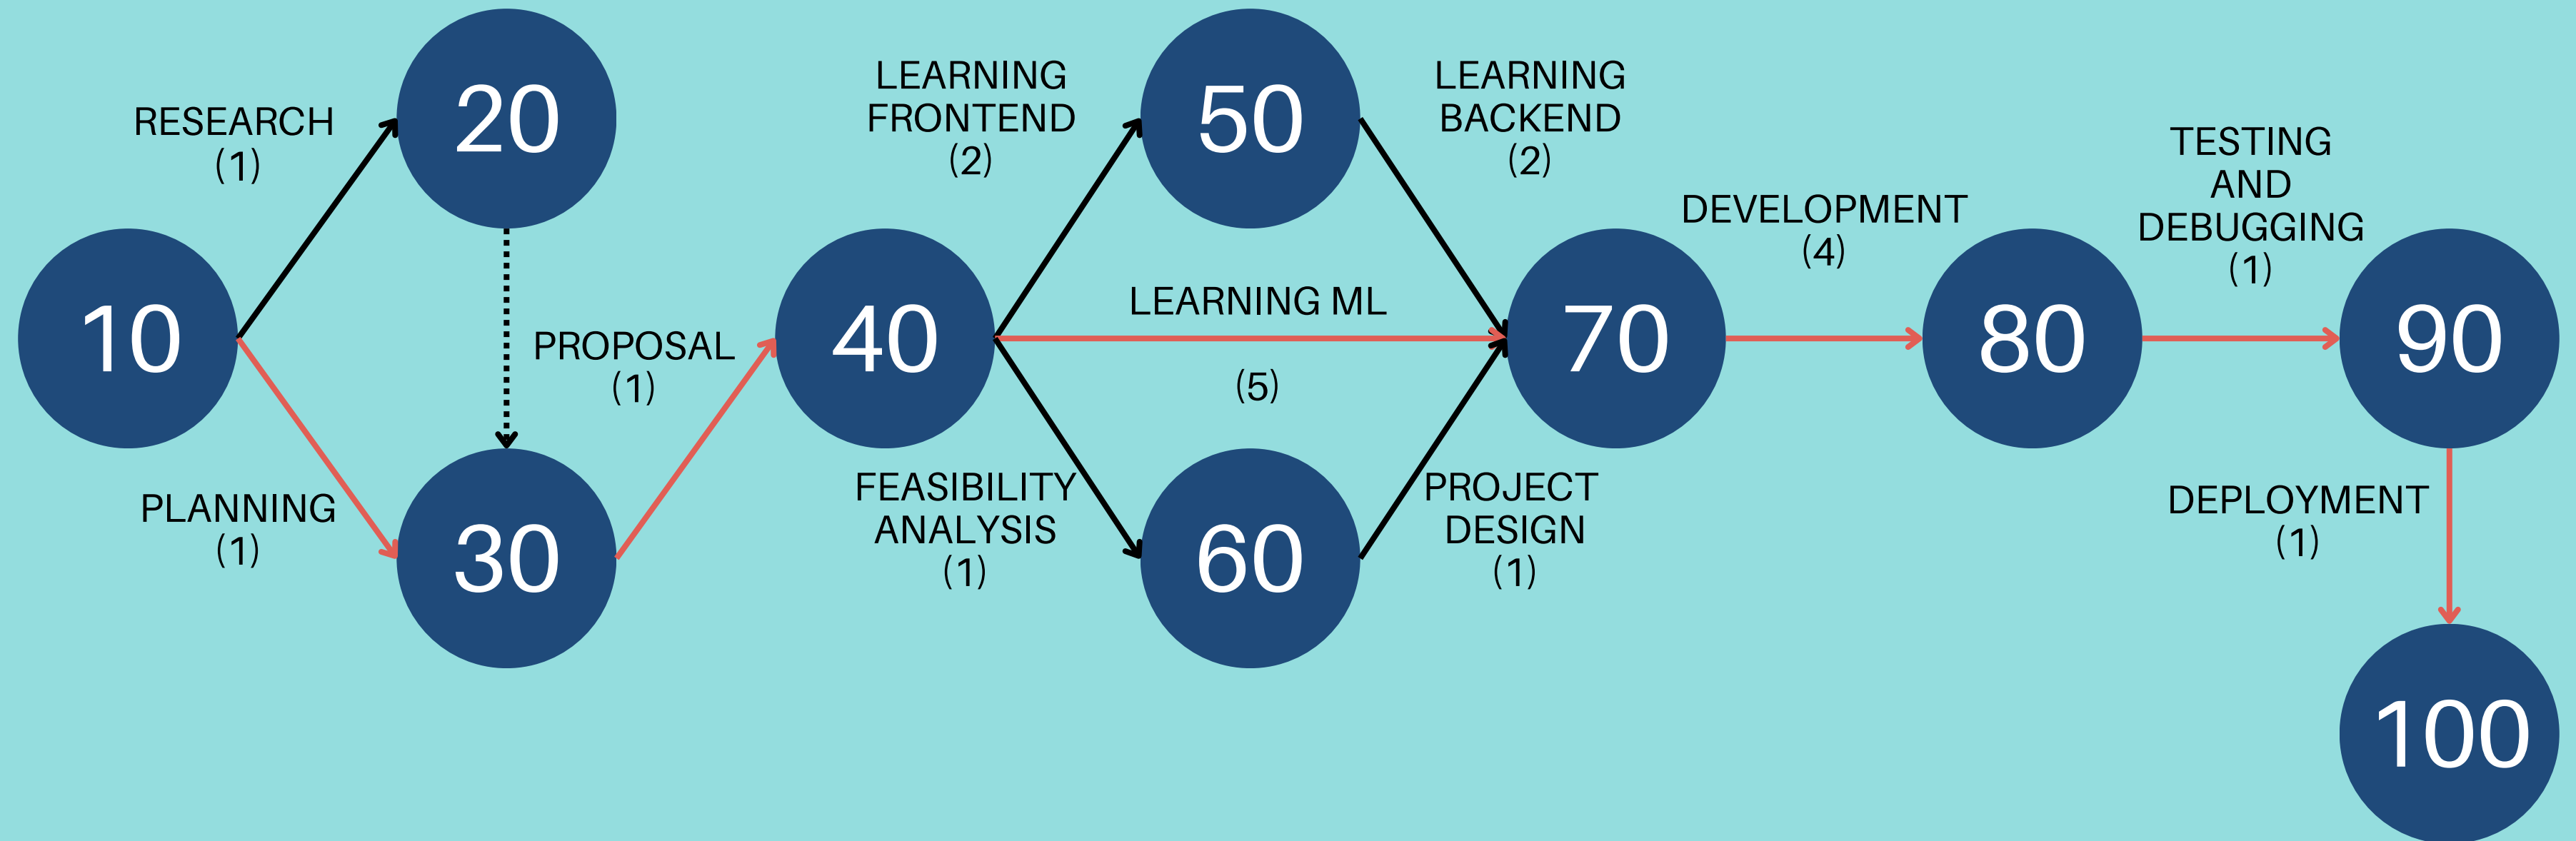 RESEARCH
(1)
20
10
PLANNING
(1)
30
PROPOSAL
(1)
40
LEARNING
FRONTEND
(2)
50
LEARNING
BACKEND
(2)
LEARNING ML
(5)
FEASIBILITY
ANALYSIS
(1)
60
PROJECT
DESIGN
(1)
70
DEVELOPMENT
(4)
80
TESTING
AND
DEBUGGING
(1)
90
DEPLOYMENT
(1)
100